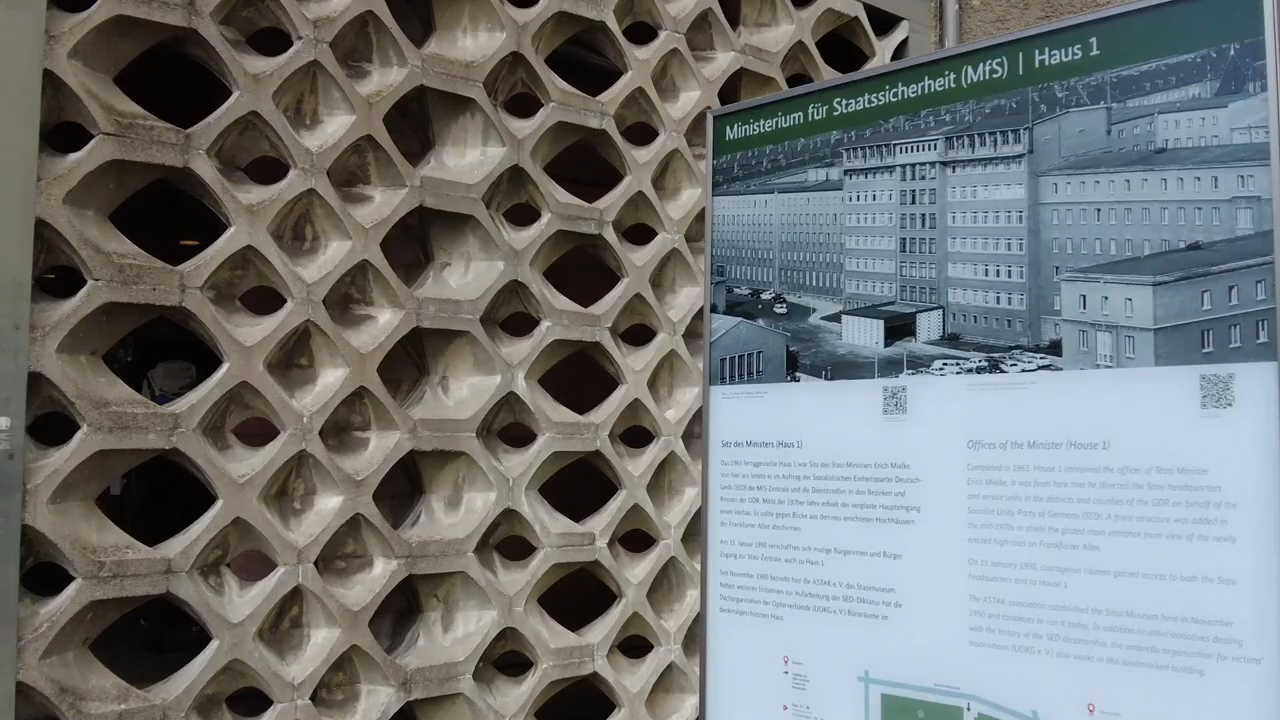 Ministerium für Staatssicherheit (MfS) | Haus 1
Sitz des Ministers (Haus 1)
Das 1961 fertiggestellte Haus 1 war Sitz des Stasi-Ministers Erich Mielke.
Von hier aus leitete er im Auftrag der Sozialistischen Einheitspartei Deutsch-
lands (SED) die MfS-Zentrale und die Dienststellen in den Bezirken und
Kreisen der DDR. Mitte der 1970er Jahre erhielt der verglaste Haupteingang
einen Vorbau. Er sollte gegen Blicke aus den neu errichteten Hochhäusern
der Frankfurter Allee abschirmen.
Am 15. Januar 1990 verschafften sich mutige Bürgerinnen und Bürger
Zugang zur Stasi-Zentrale, auch zu Haus 1.
Seit November 1990 betreibt hier die ASTAK e. V. das Stasimuseum.
Neben weiteren Initiativen zur Aufarbeitung der SED-Diktatur hat die
Dachorganisation der Opferverbände (UOKG e. V.) Büroräume im
denkmalgeschützten Haus.
Offices of the Minister (House 1)
Completed in 1963, House 1 contained the offices of Stasi Minister
Erich Mielke. It was from here that he directed the Stasi headquarters
and service units in the districts and counties of the GDR on behalf of the
Socialist Unity Party of Germany (SED). A front structure was added in
the mid-1970s to shield the glazed main entrance from view of the newly
erected high-rises on Frankfurter Allee.
On 15 January 1990, courageous citizens gained access to both the Stasi
headquarters and to House 1.
The ASTAK association established the Stasi Museum here in November
1990 and continues to run it today. In addition to other initiatives dealing
with the history of the SED dictatorship, the umbrella organization for victims'
associations (UOKG e. V.) also works in this landmarked building.